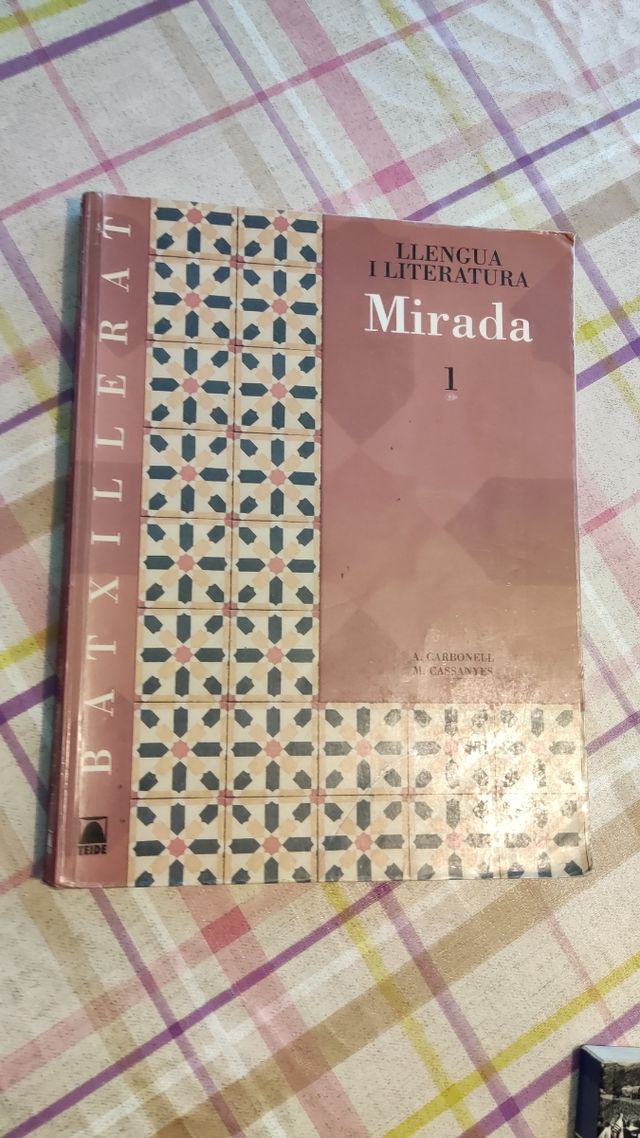 LLENGUA
I LITERATURA
Mirada
1
A. CARBONELL
M. CASSANYES
BATXILLERAT
TEIDE